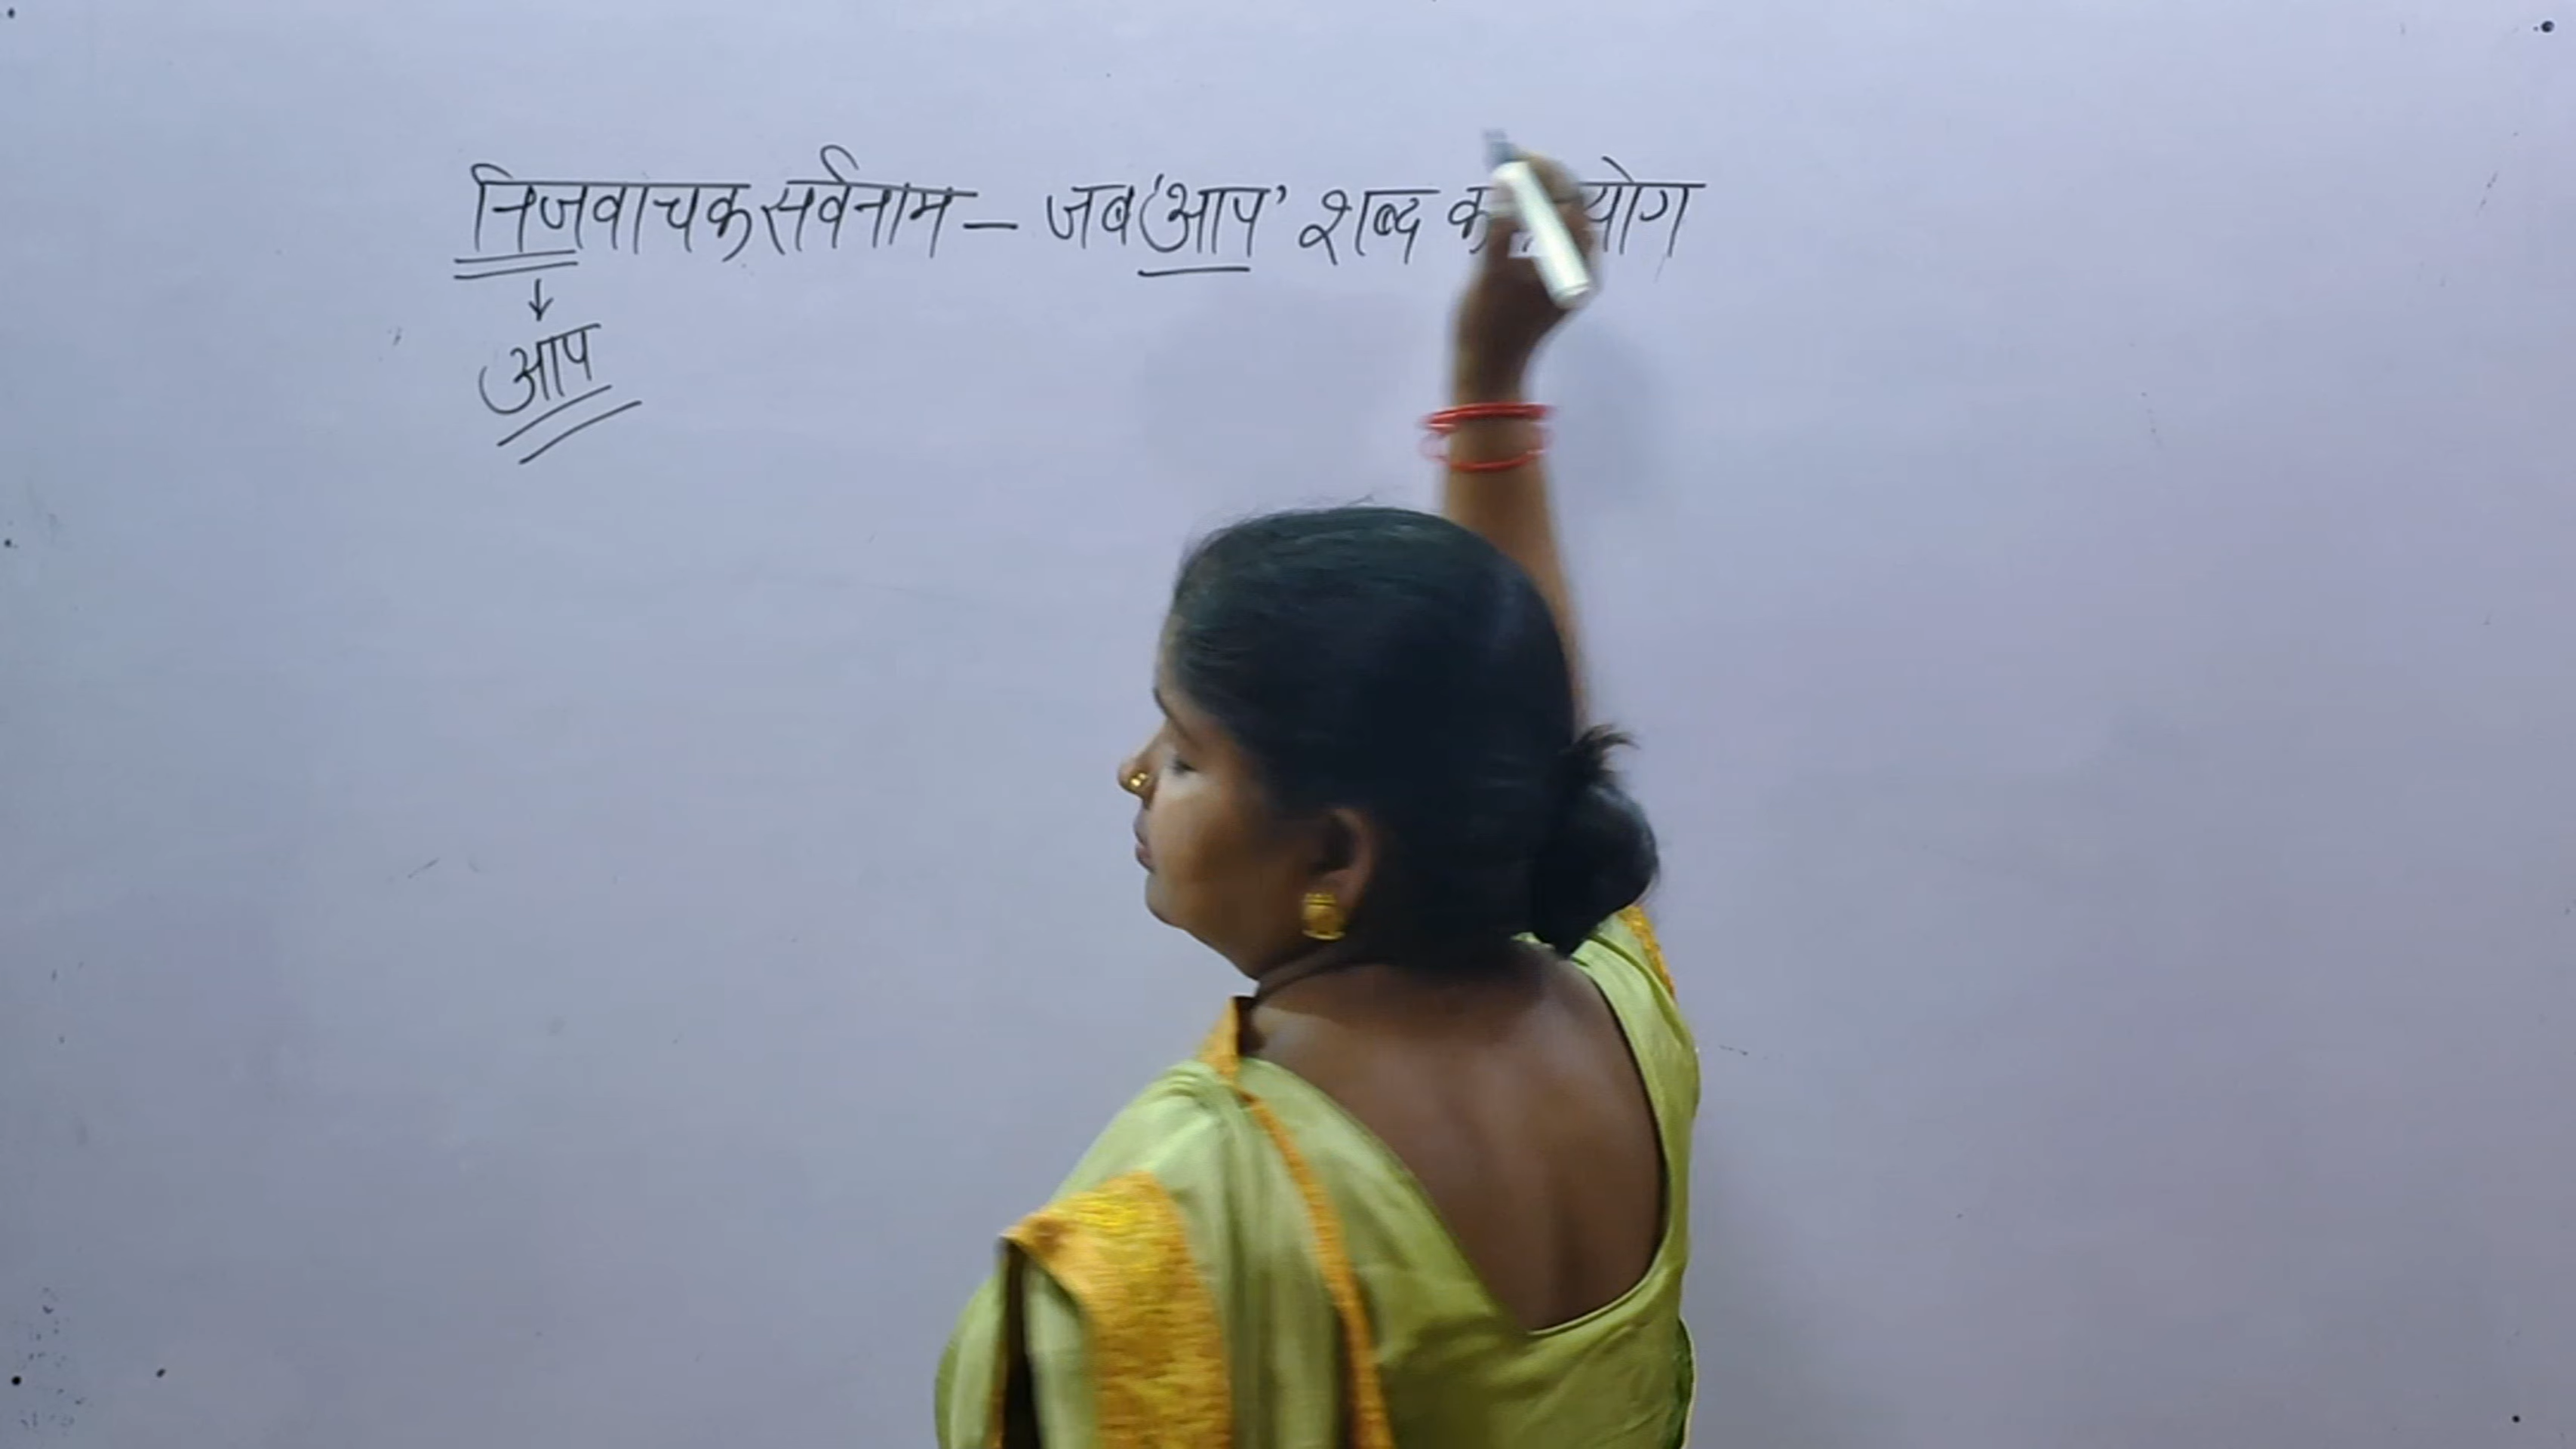 निजवाचक सर्वनाम – जब 'आप' शब्द
↓
आप